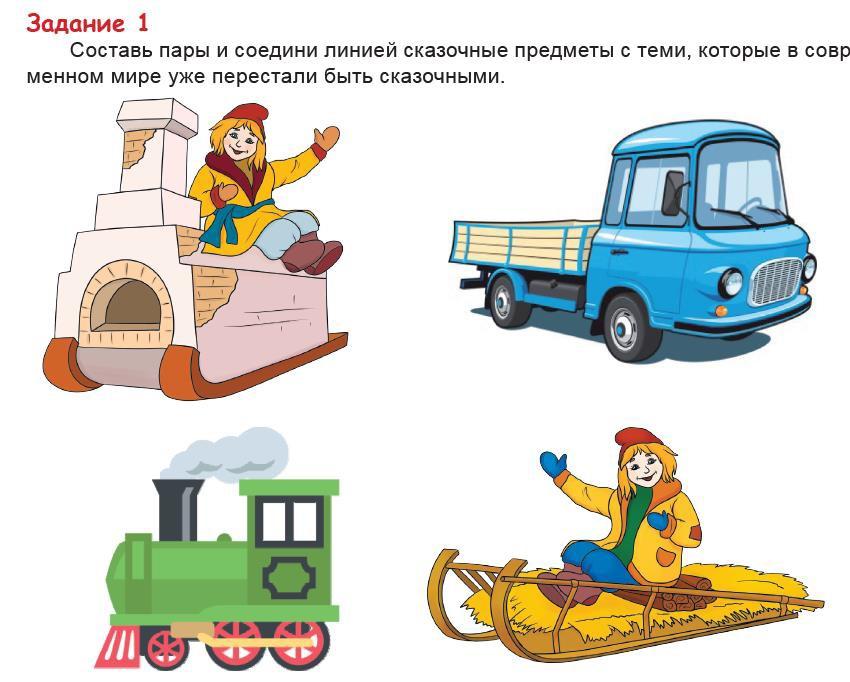 Задание 1
Составь пары и соедини линией сказочные предметы с теми, которые в совр
менном мире уже перестали быть сказочными.